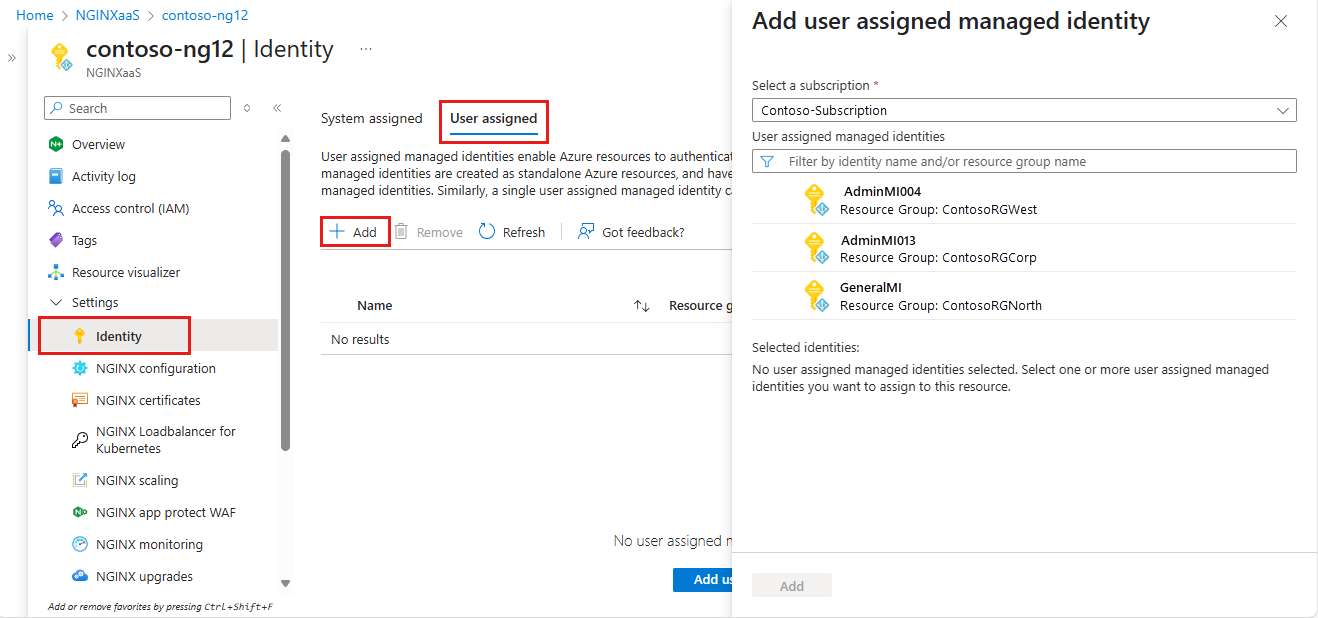 Home > NGINXaaS > contoso-ng12
contoso-ng12 | Identity ...
NGINXaaS
Search
Overview
Activity log
Access control (IAM)
Tags
Resource visualizer
Settings
Identity
NGINX configuration
NGINX certificates
NGINX Loadbalancer for
Kubernetes
NGINX scaling
NGINX app protect WAF
NGINX monitoring
NGINX upgrades
Add or remove favorites by pressing Ctrl+Shift+F
System assigned User assigned
User assigned managed identities enable Azure resources to authenticat
managed identities are created as standalone Azure resources, and have
managed identities. Similarly, a single user assigned managed identity c
Add Remove Refresh Got feedback?
Name Resource g
No results
No user assigned
Add us
Add user assigned managed identity
Select a subscription *
Contoso-Subscription
User assigned managed identities
Filter by identity name and/or resource group name
AdminMI004
Resource Group: ContosoRGWest
AdminMI013
Resource Group: ContosoRGCorp
GeneralMI
Resource Group: ContosoRGNorth
Selected identities:
No user assigned managed identities selected. Select one or more user assigned managed
identities you want to assign to this resource.
Add